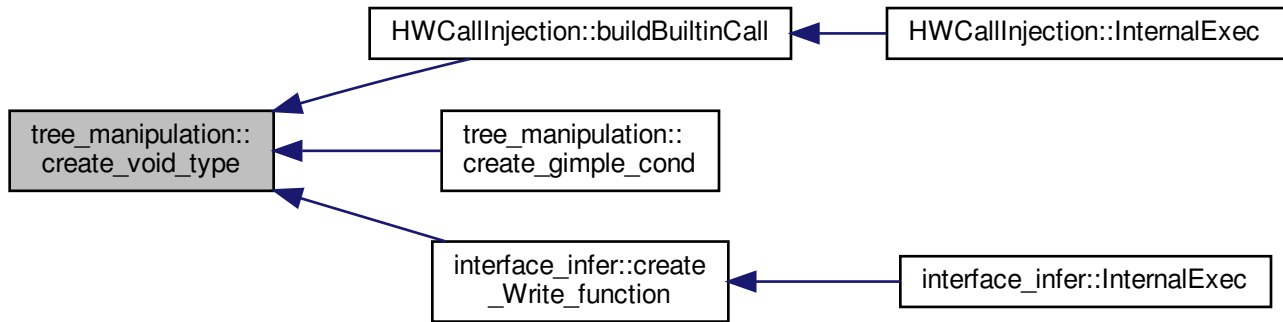 HWCallInjection::buildBuiltinCall
HWCallInjection::InternalExec
tree_manipulation::
create_void_type
tree_manipulation::
create_gimple_cond
interface_infer::create
_Write_function
interface_infer::InternalExec